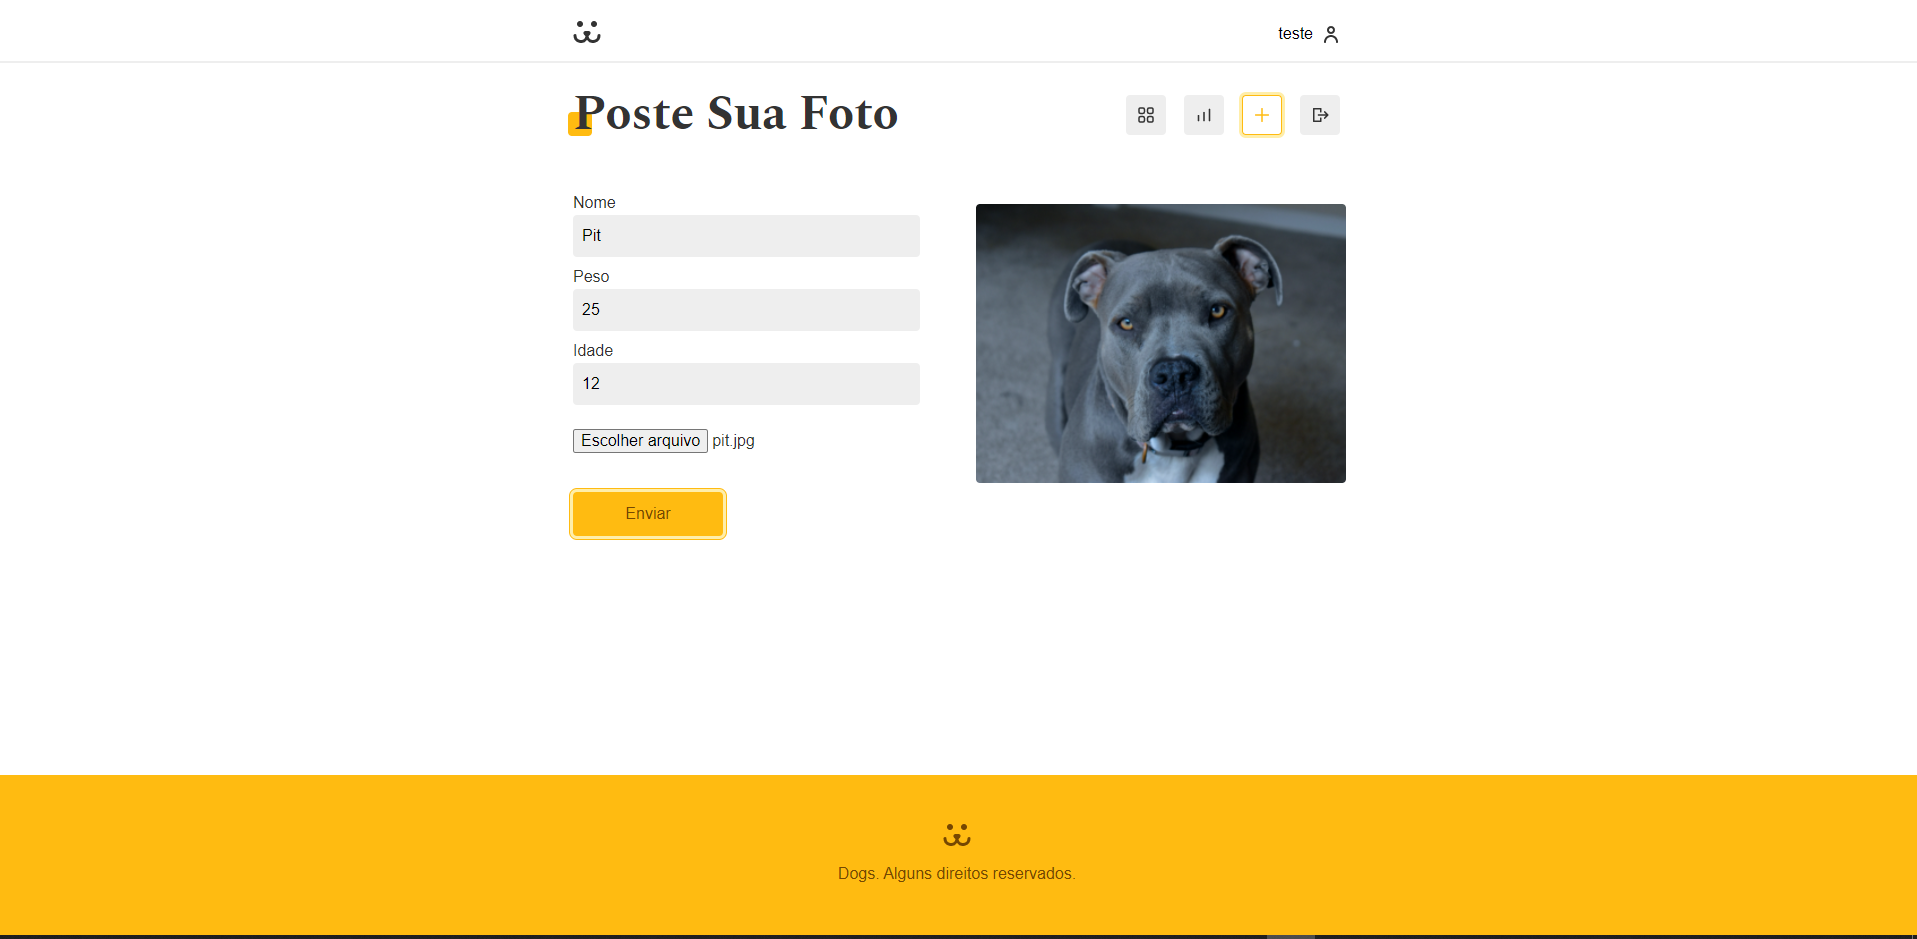 teste
Poste Sua Foto
Nome
Pit
Peso
25
Idade
12
Escolher arquivo pit.jpg
Enviar
Dogs. Alguns direitos reservados.